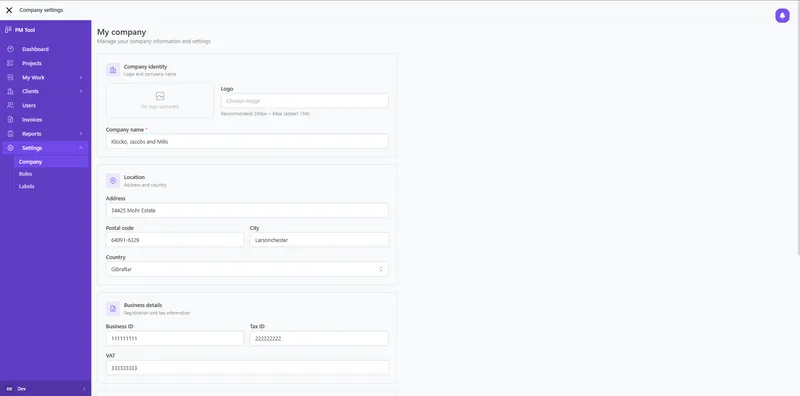 Company settings
PM Tool
Dashboard
Projects
My Work
Clients
Users
Invoices
Reports
Settings
Company
Roles
Labels
DE Dev
My company
Manage your company information and settings
Company identity
Logo and company name
No logo uploaded
Logo
Choose image
Recommended: 240px × 64px (aspect 15:4)
Company name *
Klocko, Jacobs and Mills
Location
Address and country
Address
34425 Mohr Estate
Postal code
City
64091-6329
Larsonchester
Country
Gibraltar
Business details
Registration and tax information
Business ID
Tax ID
111111111
222222222
VAT
333333333